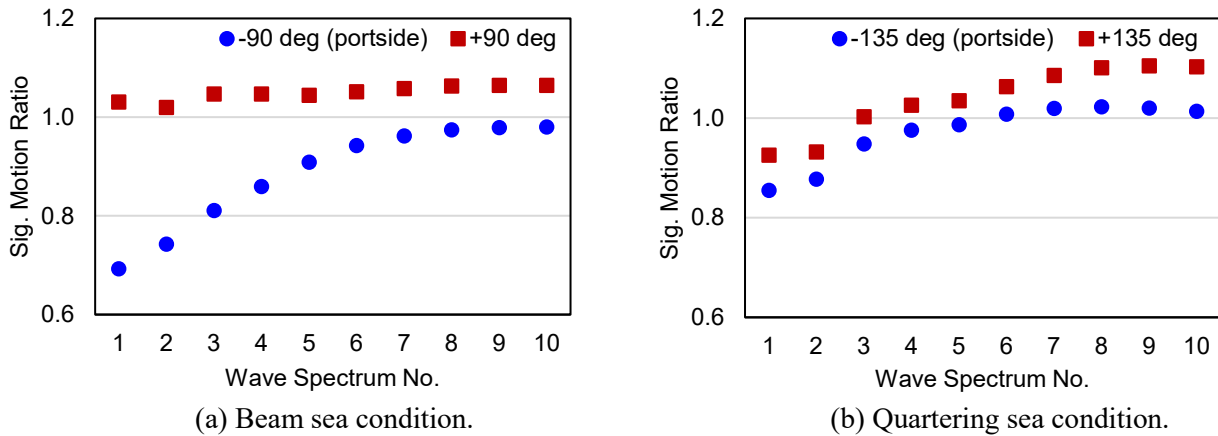 1.2
1.0
0.8
0.6
Sig. Motion Ratio
-90 deg (portside) +90 deg
1 2 3 4 5 6 7 8 9 10
Wave Spectrum No.
(a) Beam sea condition.
1.2
1.0
0.8
0.6
Sig. Motion Ratio
-135 deg (portside) +135 deg
1 2 3 4 5 6 7 8 9 10
Wave Spectrum No.
(b) Quartering sea condition.